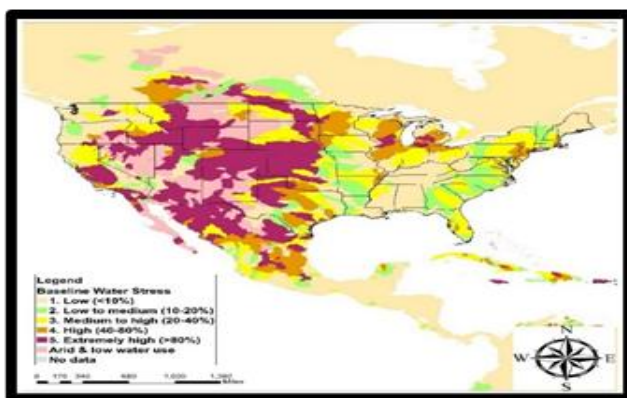 N
W E
S
Legend
Baseline Water Stress
1. Low (<10%)
2. Low to medium (10-20%)
3. Medium to high (20-40%)
4. High (40-80%)
5. Extremely high (>80%)
Arid & low water use
No data
Miles